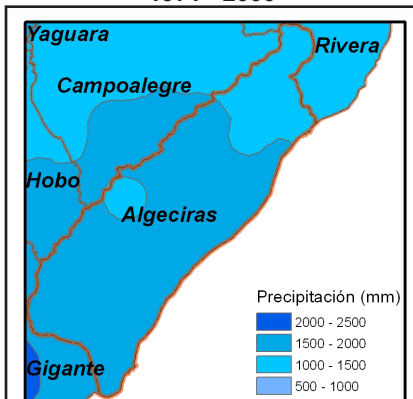 Yaguara
Rivera
Campoalegre
Hobo
Algeciras
Gigante
Precipitación (mm)
2000 - 2500
1500 - 2000
1000 - 1500
500 - 1000